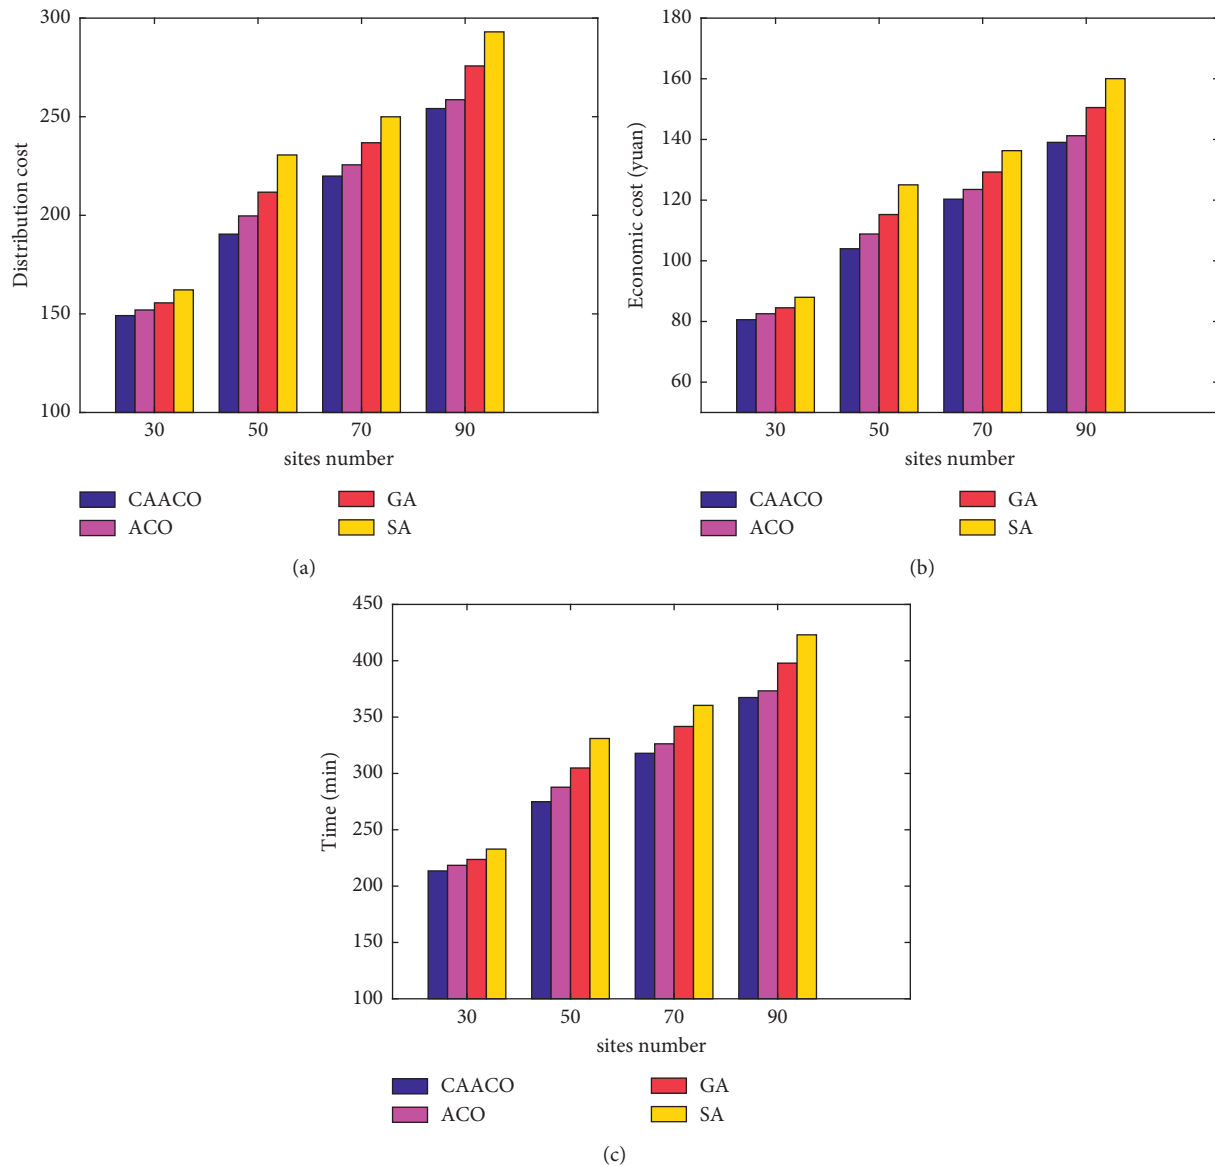 300
250
200
150
100
Distribution cost
30 50 70 90
sites number
CAACO
ACO
GA
SA
(a)
180
160
140
120
100
80
60
Economic cost (yuan)
30 50 70 90
sites number
CAACO
ACO
GA
SA
(b)
450
400
350
300
250
200
150
100
Time (min)
30 50 70 90
sites number
CAACO
ACO
GA
SA
(c)